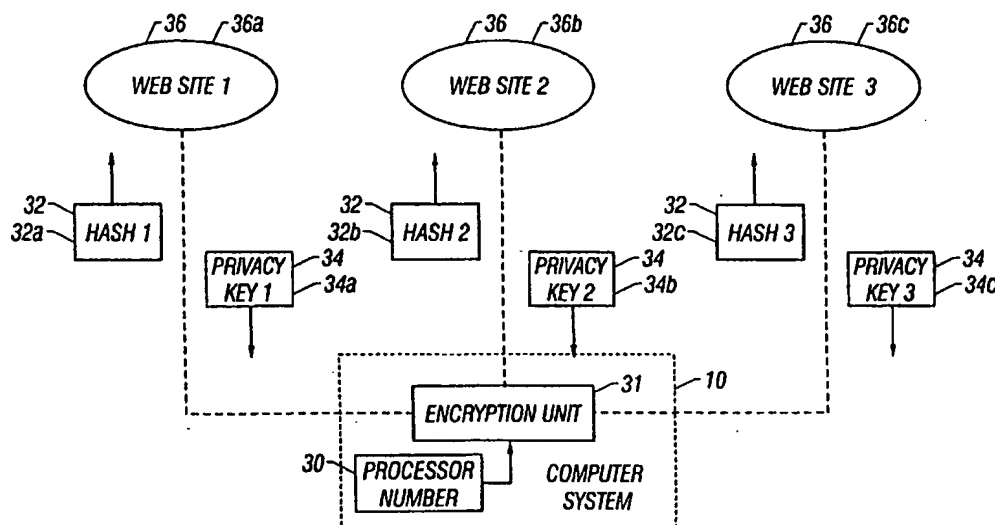 36 36a 36 36b 36 36c
WEB SITE 1 WEB SITE 2 WEB SITE 3
32 32 32
32a HASH 1 32b HASH 2 32c HASH 3
PRIVACY 34 PRIVACY 34 PRIVACY 34
KEY 1 34a KEY 2 34b KEY 3 34c
31 10
ENCRYPTION UNIT
30 PROCESSOR COMPUTER
NUMBER SYSTEM